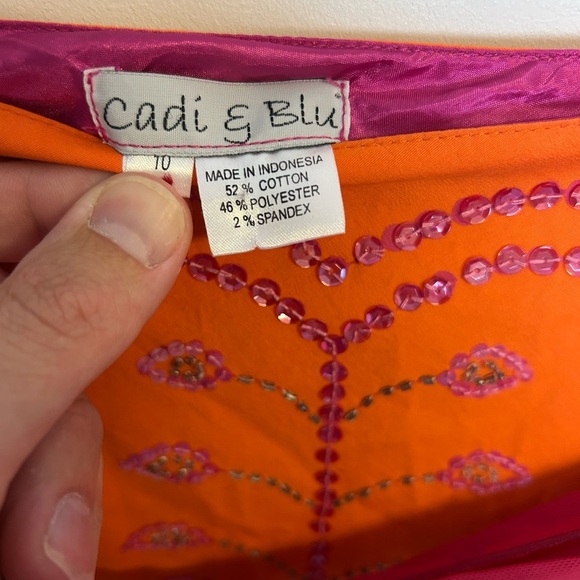 Cadi & Blu
10
MADE IN INDONESIA
52% COTTON
46% POLYESTER
2% SPANDEX